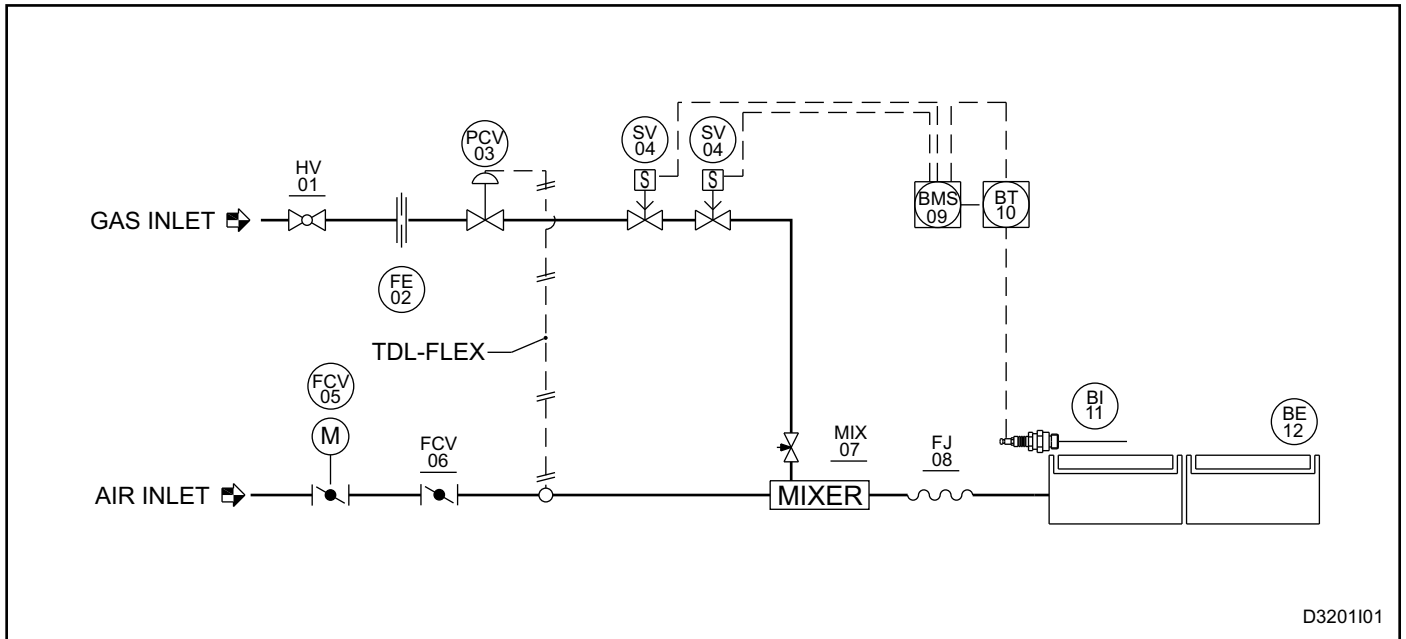 PCV
03
SV
04
SV
04
HV
01
S
S
BMS
09
BT
10
GAS INLET
FE
02
TDL-FLEX
FCV
05
M
FCV
06
BI
11
BE
12
MIX
07
FJ
08
AIR INLET
MIXER
D3201I01